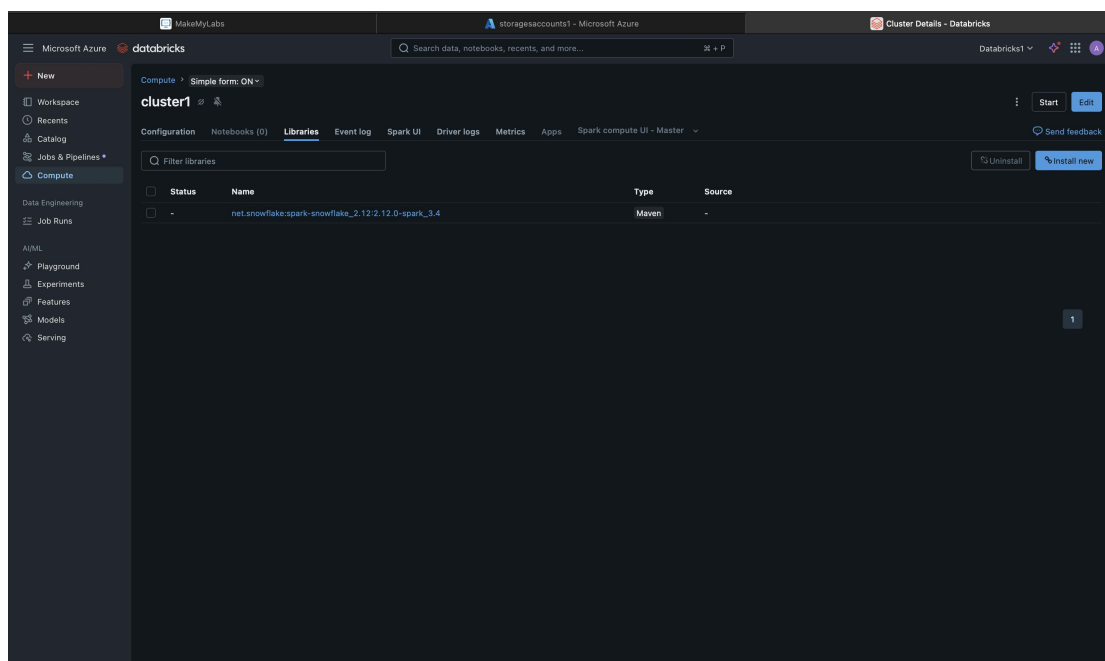 MakeMyLabs
storagesaccounts1 - Microsoft Azure
Cluster Details - Databricks
Microsoft Azure databricks
Search data, notebooks, recents, and more... ⌘ + P
Databricks1
A
+ New
Workspace
Recents
Catalog
Jobs & Pipelines
Compute
Data Engineering
Job Runs
AI/ML
Playground
Experiments
Features
Models
Serving
Compute > Simple form: ON
cluster1
Start Edit
Configuration Notebooks (0) Libraries Event log Spark UI Driver logs Metrics Apps Spark compute UI - Master
Send feedback
Filter libraries
Uninstall Install new
Status Name Type Source
- net.snowflake:spark-snowflake_2.12:2.12.0-spark_3.4 Maven -
1